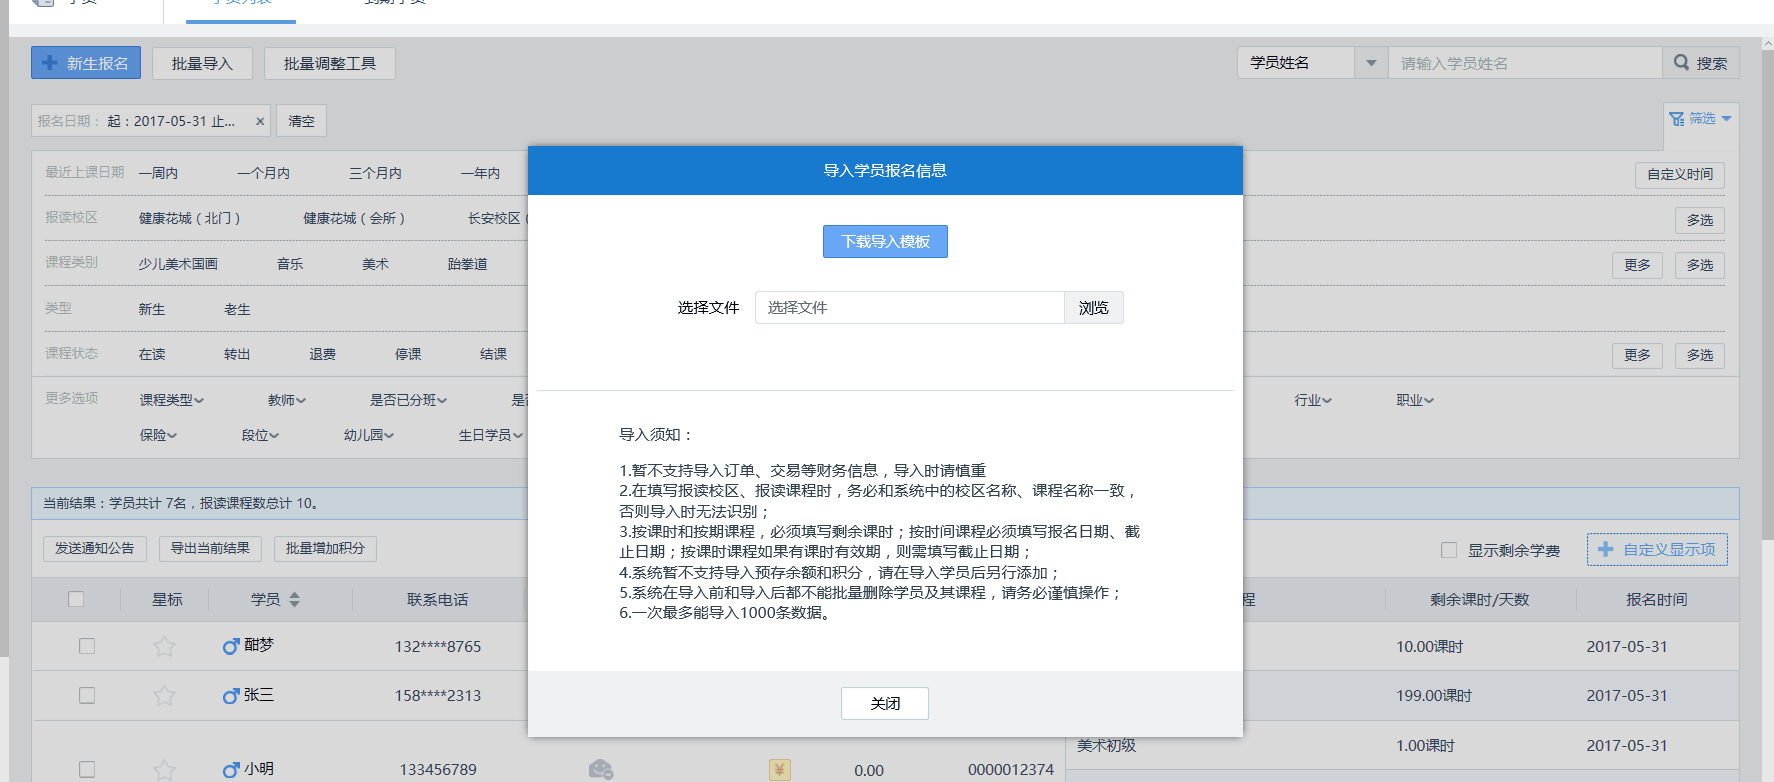 新生报名 批量导入 批量调整工具 学员姓名 请输入学员姓名 搜索
报名日期： 起：2017-05-31 止... × 清空 筛选
导入学员报名信息
最近上课日期 一周内 一个月内 三个月内 一年内 自定义时间
报读校区 健康花城（北门） 健康花城（会所） 长安校区（ 多选
下载导入模板
课程类别 少儿美术国画 音乐 美术 跆拳道 更多 多选
类型 新生 老生
选择文件 选择文件 浏览
课程状态 在读 转出 退费 停课 结课 更多 多选
更多选项 课程类型 教师 是否已分班 行业 职业
保险 段位 幼儿园 生日学员
导入须知：
1.暂不支持导入订单、交易等财务信息，导入时请慎重
2.在填写报读校区、报读课程时，务必和系统中的校区名称、课程名称一致，
否则导入时无法识别；
3.按课时和按期课程，必须填写剩余课时；按时间课程必须填写报名日期、截
止日期；按课时课程如果有课时有效期，则需填写截止日期；
4.系统暂不支持导入预存余额和积分，请在导入学员后另行添加；
5.系统在导入前和导入后都不能批量删除学员及其课程，请务必谨慎操作；
6.一次最多能导入1000条数据。
关闭
当前结果：学员共计 7名，报读课程数总计 10。
发送通知公告 导出当前结果 批量增加积分 显示剩余学费 自定义显示项
星标 学员 联系电话 程 剩余课时/天数 报名时间
酣梦 132****8765 10.00课时 2017-05-31
张三 158****2313 199.00课时 2017-05-31
美术初级 1.00课时 2017-05-31
小明 133456789 ¥ 0.00 0000012374